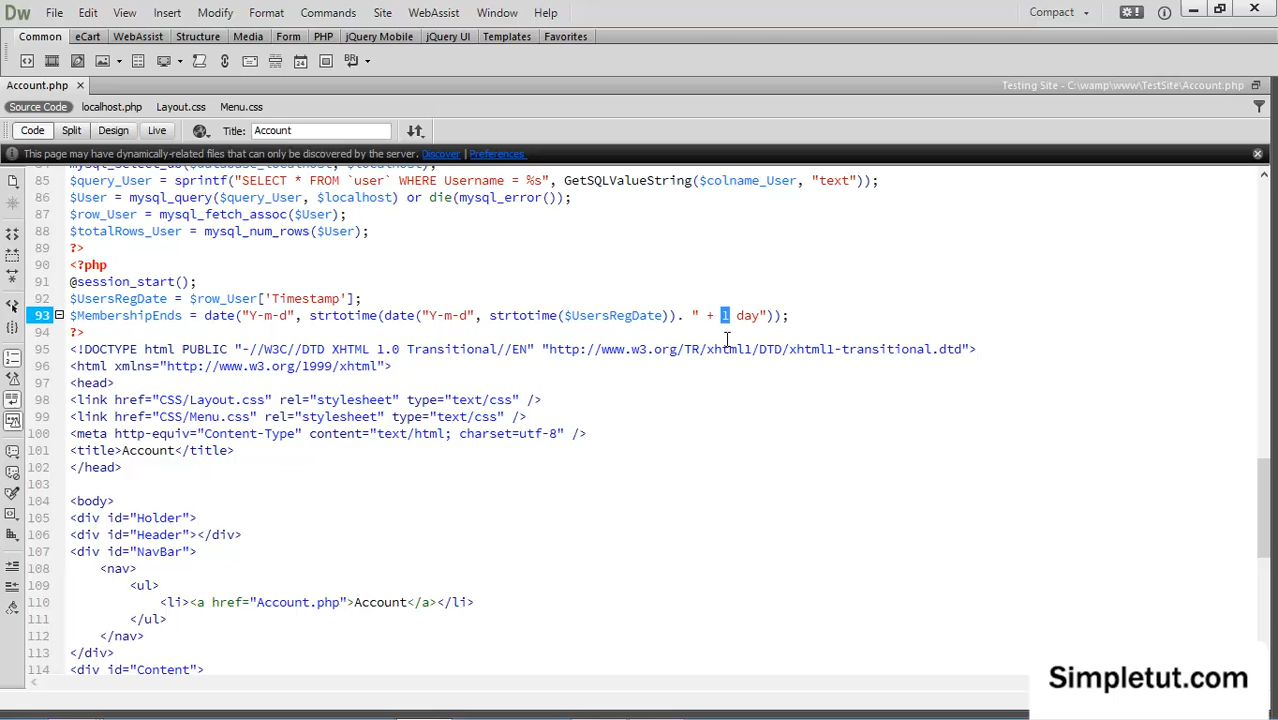 Dw File Edit View Insert Modify Format Commands Site WebAssist Window Help Compact
Common eCart WebAssist Structure Media Form PHP jQuery Mobile jQuery UI Templates Favorites
Account.php Testing Site - C:\wamp\www\TestSite\Account.php
Source Code localhost.php Layout.css Menu.css
Code Split Design Live Title: Account
This page may have dynamically-related files that can only be discovered by the server. Discover | Preferences
84 mysql_select_db($database_localhost, $localhost);
85 $query_User = sprintf("SELECT * FROM `user` WHERE Username = %s", GetSQLValueString($colname_User, "text"));
86 $User = mysql_query($query_User, $localhost) or die(mysql_error());
87 $row_User = mysql_fetch_assoc($User);
88 $totalRows_User = mysql_num_rows($User);
89 ?>
90 <?php
91 @session_start();
92 $UsersRegDate = $row_User['Timestamp'];
93 $MembershipEnds = date("Y-m-d", strtotime(date("Y-m-d", strtotime($UsersRegDate)). " + 1 day"));
94 ?>
95 <!DOCTYPE html PUBLIC "-//W3C//DTD XHTML 1.0 Transitional//EN" "http://www.w3.org/TR/xhtml1/DTD/xhtml1-transitional.dtd">
96 <html xmlns="http://www.w3.org/1999/xhtml">
97 <head>
98 <link href="CSS/Layout.css" rel="stylesheet" type="text/css" />
99 <link href="CSS/Menu.css" rel="stylesheet" type="text/css" />
100 <meta http-equiv="Content-Type" content="text/html; charset=utf-8" />
101 <title>Account</title>
102 </head>
103
104 <body>
105 <div id="Holder">
106 <div id="Header"></div>
107 <div id="NavBar">
108 <nav>
109 <ul>
110 <li><a href="Account.php">Account</a></li>
111 </ul>
112 </nav>
113 </div>
114 <div id="Content">
Simpletut.com